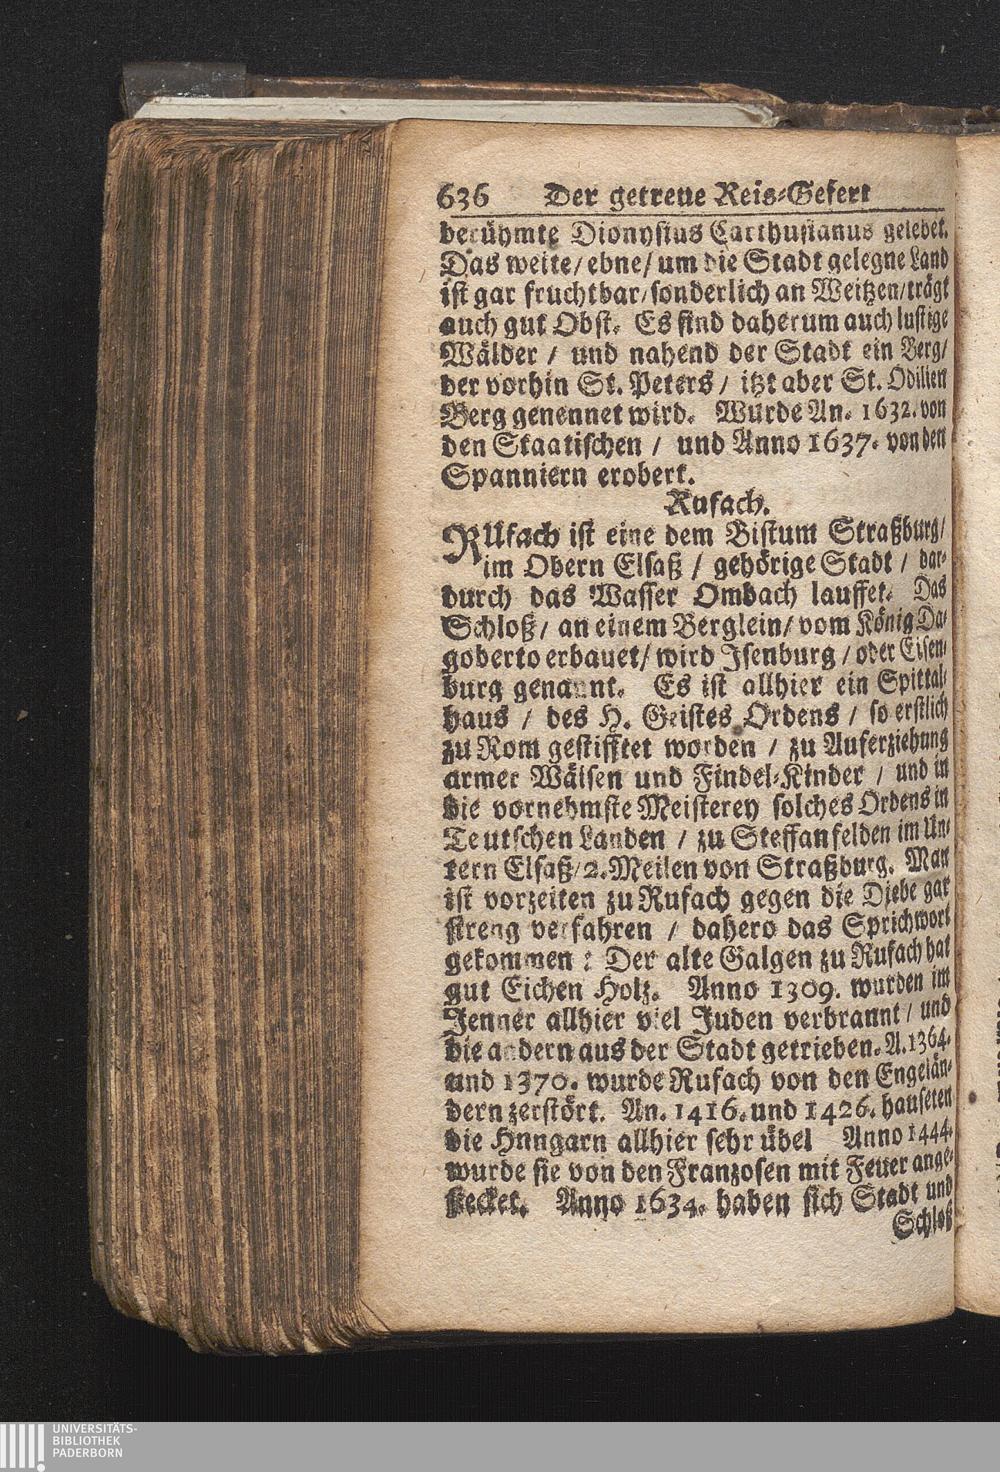 636 Der getreue Reis-Gefert
berühmte Dionysius Carthusianus gelebet.
Das weite/ ebne/ um die Stadt gelegne Land
ist gar fruchtbar/ sonderlich an Weitzen/ trägt
auch gut Obst. Es sind daherum auch lustige
Wälder / und nahend der Stadt ein Berg/
der vorhin St. Peters / itzt aber St. Odilien
Berg genennet wird. Wurde An. 1632. von
den Staatischen / und Anno 1637. von den
Spanniern erobert.
Rufach.
RUfach ist eine dem Bistum Straßburg/
im Obern Elsaß / gehörige Stadt / dar-
durch das Wasser Ombach lauffet. Das
Schloß/ an einem Berglein/ vom König Da-
goberto erbauet/ wird Isenburg / oder Eisen-
burg genannt. Es ist allhier ein Spittal-
haus / des H. Geistes Ordens / so erstlich
zu Rom gestifftet worden / zu Auferziehung
armer Wäisen und Findel-Kinder / und in
die vornehmste Meisterey solches Ordens in
Teutschen Landen / zu Steffanfelden im Un-
tern Elsaß/ 2. Meilen von Straßburg. Man
ist vorzeiten zu Rufach gegen die Diebe gar
streng verfahren / dahero das Sprichwort
gekommen : Der alte Galgen zu Rufach hat
gut Eichen Holz. Anno 1309. wurden im
Jenner allhier viel Juden verbrannt / und
die andern aus der Stadt getrieben. A. 1364.
und 1370. wurde Rufach von den Engelän-
dern zerstört. An. 1416. und 1426. hauseten
die Hnngarn allhier sehr übel Anno 1444.
wurde sie von den Franzosen mit Feuer ange-
stecket. Anno 1634. haben sich Stadt und
Schloß
UNIVERSITÄTS-
BIBLIOTHEK
PADERBORN